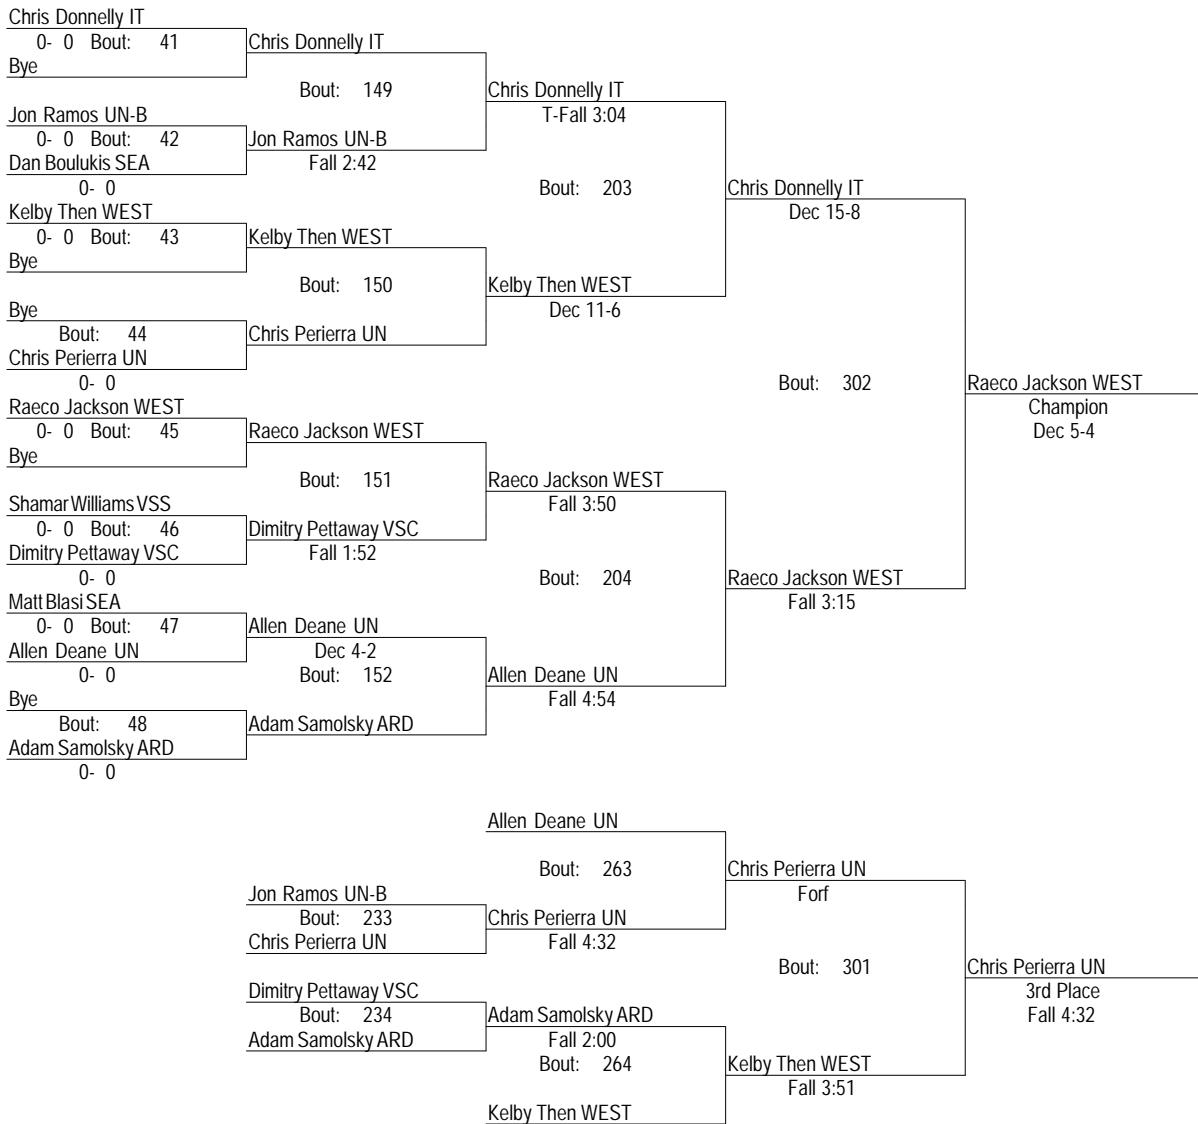 Chris Donnelly IT
0- 0 Bout: 41 Chris Donnelly IT
Bye
Bout: 149 Chris Donnelly IT
Jon Ramos UN-B T-Fall 3:04
0- 0 Bout: 42 Jon Ramos UN-B
Dan Boulukis SEA Fall 2:42
0- 0 Bout: 203 Chris Donnelly IT
Kelby Then WEST Dec 15-8
0- 0 Bout: 43 Kelby Then WEST
Bye
Bout: 150 Kelby Then WEST
Bye Dec 11-6
Bout: 44 Chris Perierra UN
Chris Perierra UN
0- 0 Bout: 302 Raeco Jackson WEST
Raeco Jackson WEST Champion
0- 0 Bout: 45 Raeco Jackson WEST Dec 5-4
Bye
Bout: 151 Raeco Jackson WEST
Shamar Williams VSS Fall 3:50
0- 0 Bout: 46 Dimitry Pettaway VSC
Dimitry Pettaway VSC Fall 1:52
0- 0 Bout: 204 Raeco Jackson WEST
Matt Blasi SEA Fall 3:15
0- 0 Bout: 47 Allen Deane UN
Allen Deane UN Dec 4-2
0- 0 Bout: 152 Allen Deane UN
Bye Fall 4:54
Bout: 48 Adam Samolsky ARD
Adam Samolsky ARD
0- 0
Allen Deane UN
Bout: 263 Chris Perierra UN
Jon Ramos UN-B Forf
Bout: 233 Chris Perierra UN
Chris Perierra UN Fall 4:32
Bout: 301 Chris Perierra UN
Dimitry Pettaway VSC 3rd Place
Bout: 234 Adam Samolsky ARD Fall 4:32
Adam Samolsky ARD Fall 2:00
Bout: 264 Kelby Then WEST
Fall 3:51
Kelby Then WEST